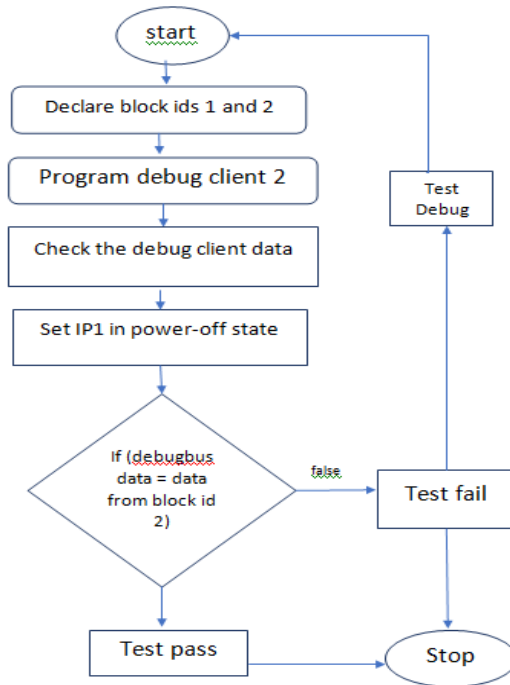 start
Declare block ids 1 and 2
Program debug client 2
Check the debug client data
Set IP1 in power-off state
If (debugbus
data = data
from block id
2)
false
Test fail
Test
Debug
Test pass
Stop